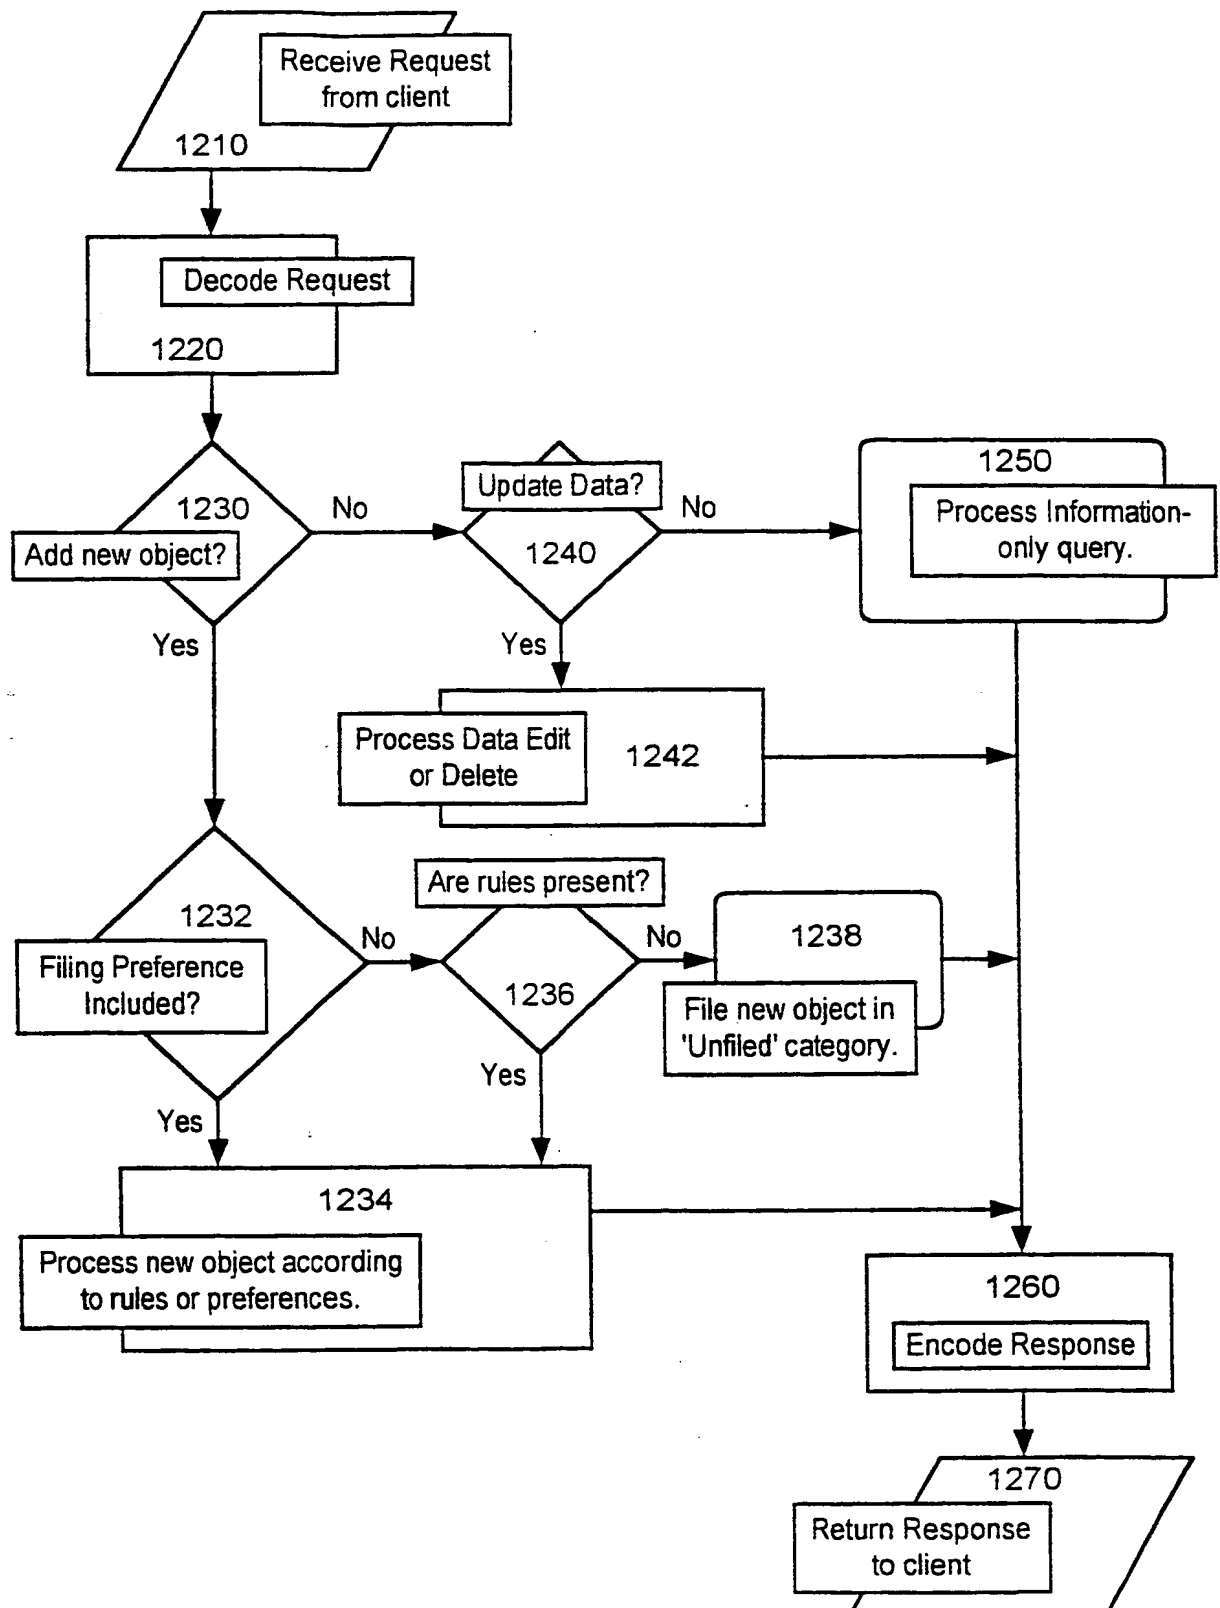 Receive Request
from client
1210
Decode Request
1220
1230
Add new object?
No
Yes
Update Data?
1240
No
Yes
1250
Process Information-
only query.
Process Data Edit
or Delete
1242
1232
Filing Preference
Included?
No
Yes
Are rules present?
1236
No
Yes
1238
File new object in
'Unfiled' category.
1234
Process new object according
to rules or preferences.
1260
Encode Response
1270
Return Response
to client